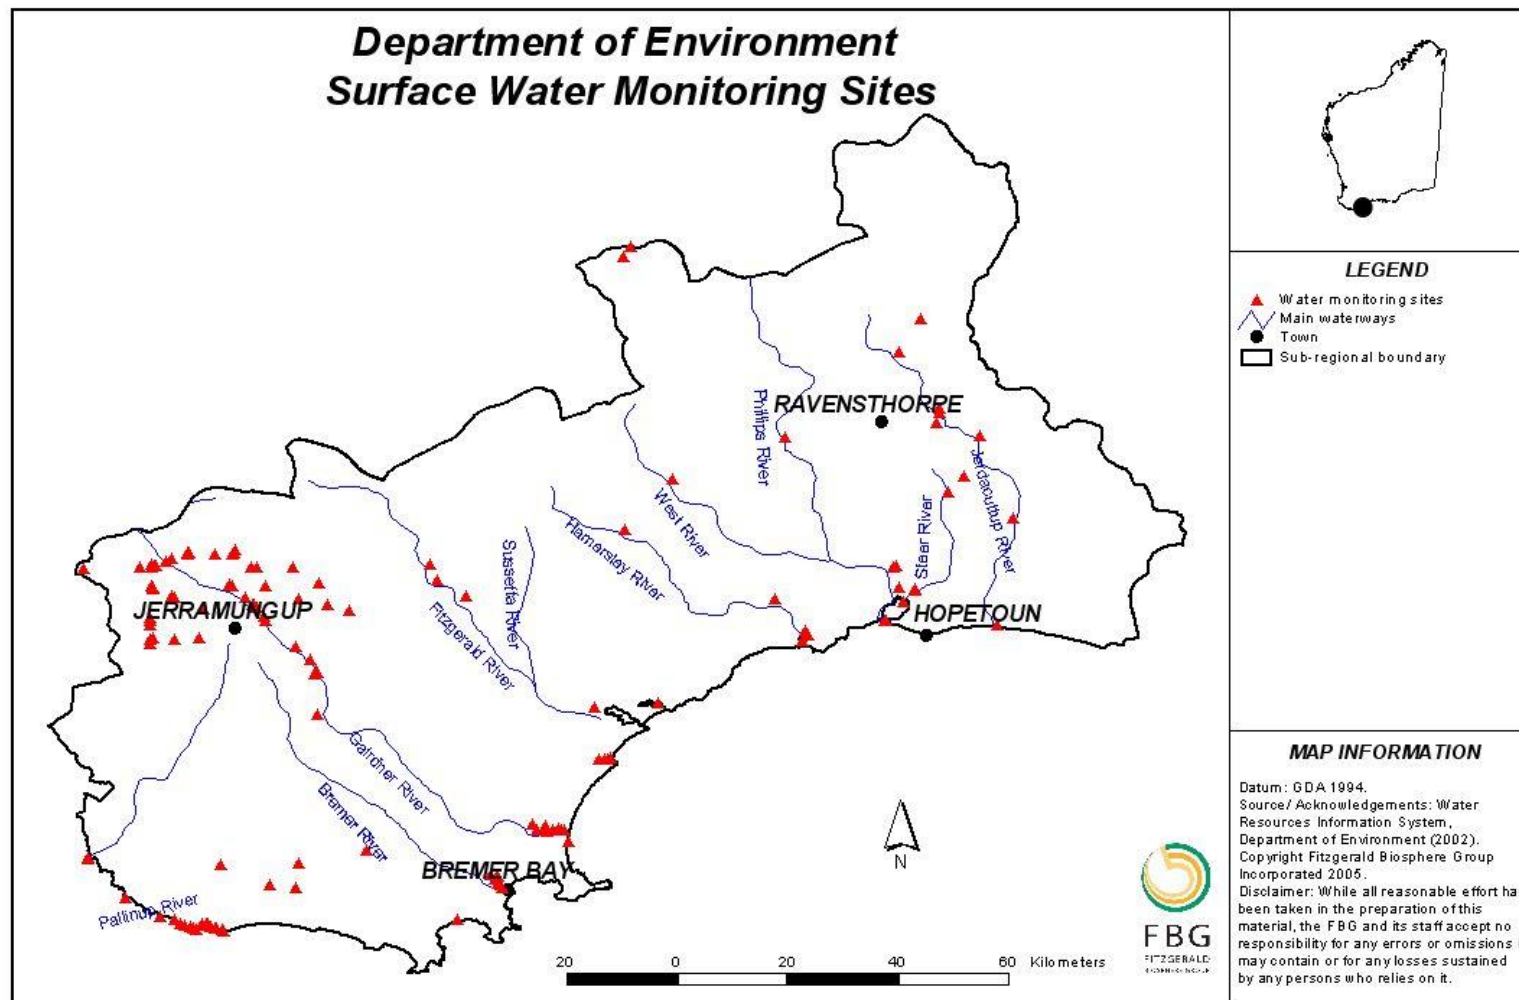 Department of Environment
Surface Water Monitoring Sites
RAVENSTHORPE
Phillips River
Jerdacuttup River
West River
Steer River
Hamersley River
Sussetta River
JERRAMUNGUP
HOPETOUN
Fitzgerald River
Gairdner River
Bremer River
BREMER BAY
Pallinup River
N
20 0 20 40 60 Kilometers
FBG
FITZGERALD
LEGEND
Water monitoring sites
Main waterways
Town
Sub-regional boundary
MAP INFORMATION
Datum: GDA 1994.
Source/ Acknowledgements: Water
Resources Information System,
Department of Environment (2002).
Copyright Fitzgerald Biosphere Group
Incorporated 2005.
Disclaimer: While all reasonable effort ha
been taken in the preparation of this
material, the FBG and its staff accept no
responsibility for any errors or omissions
may contain or for any losses sustained
by any persons who relies on it.